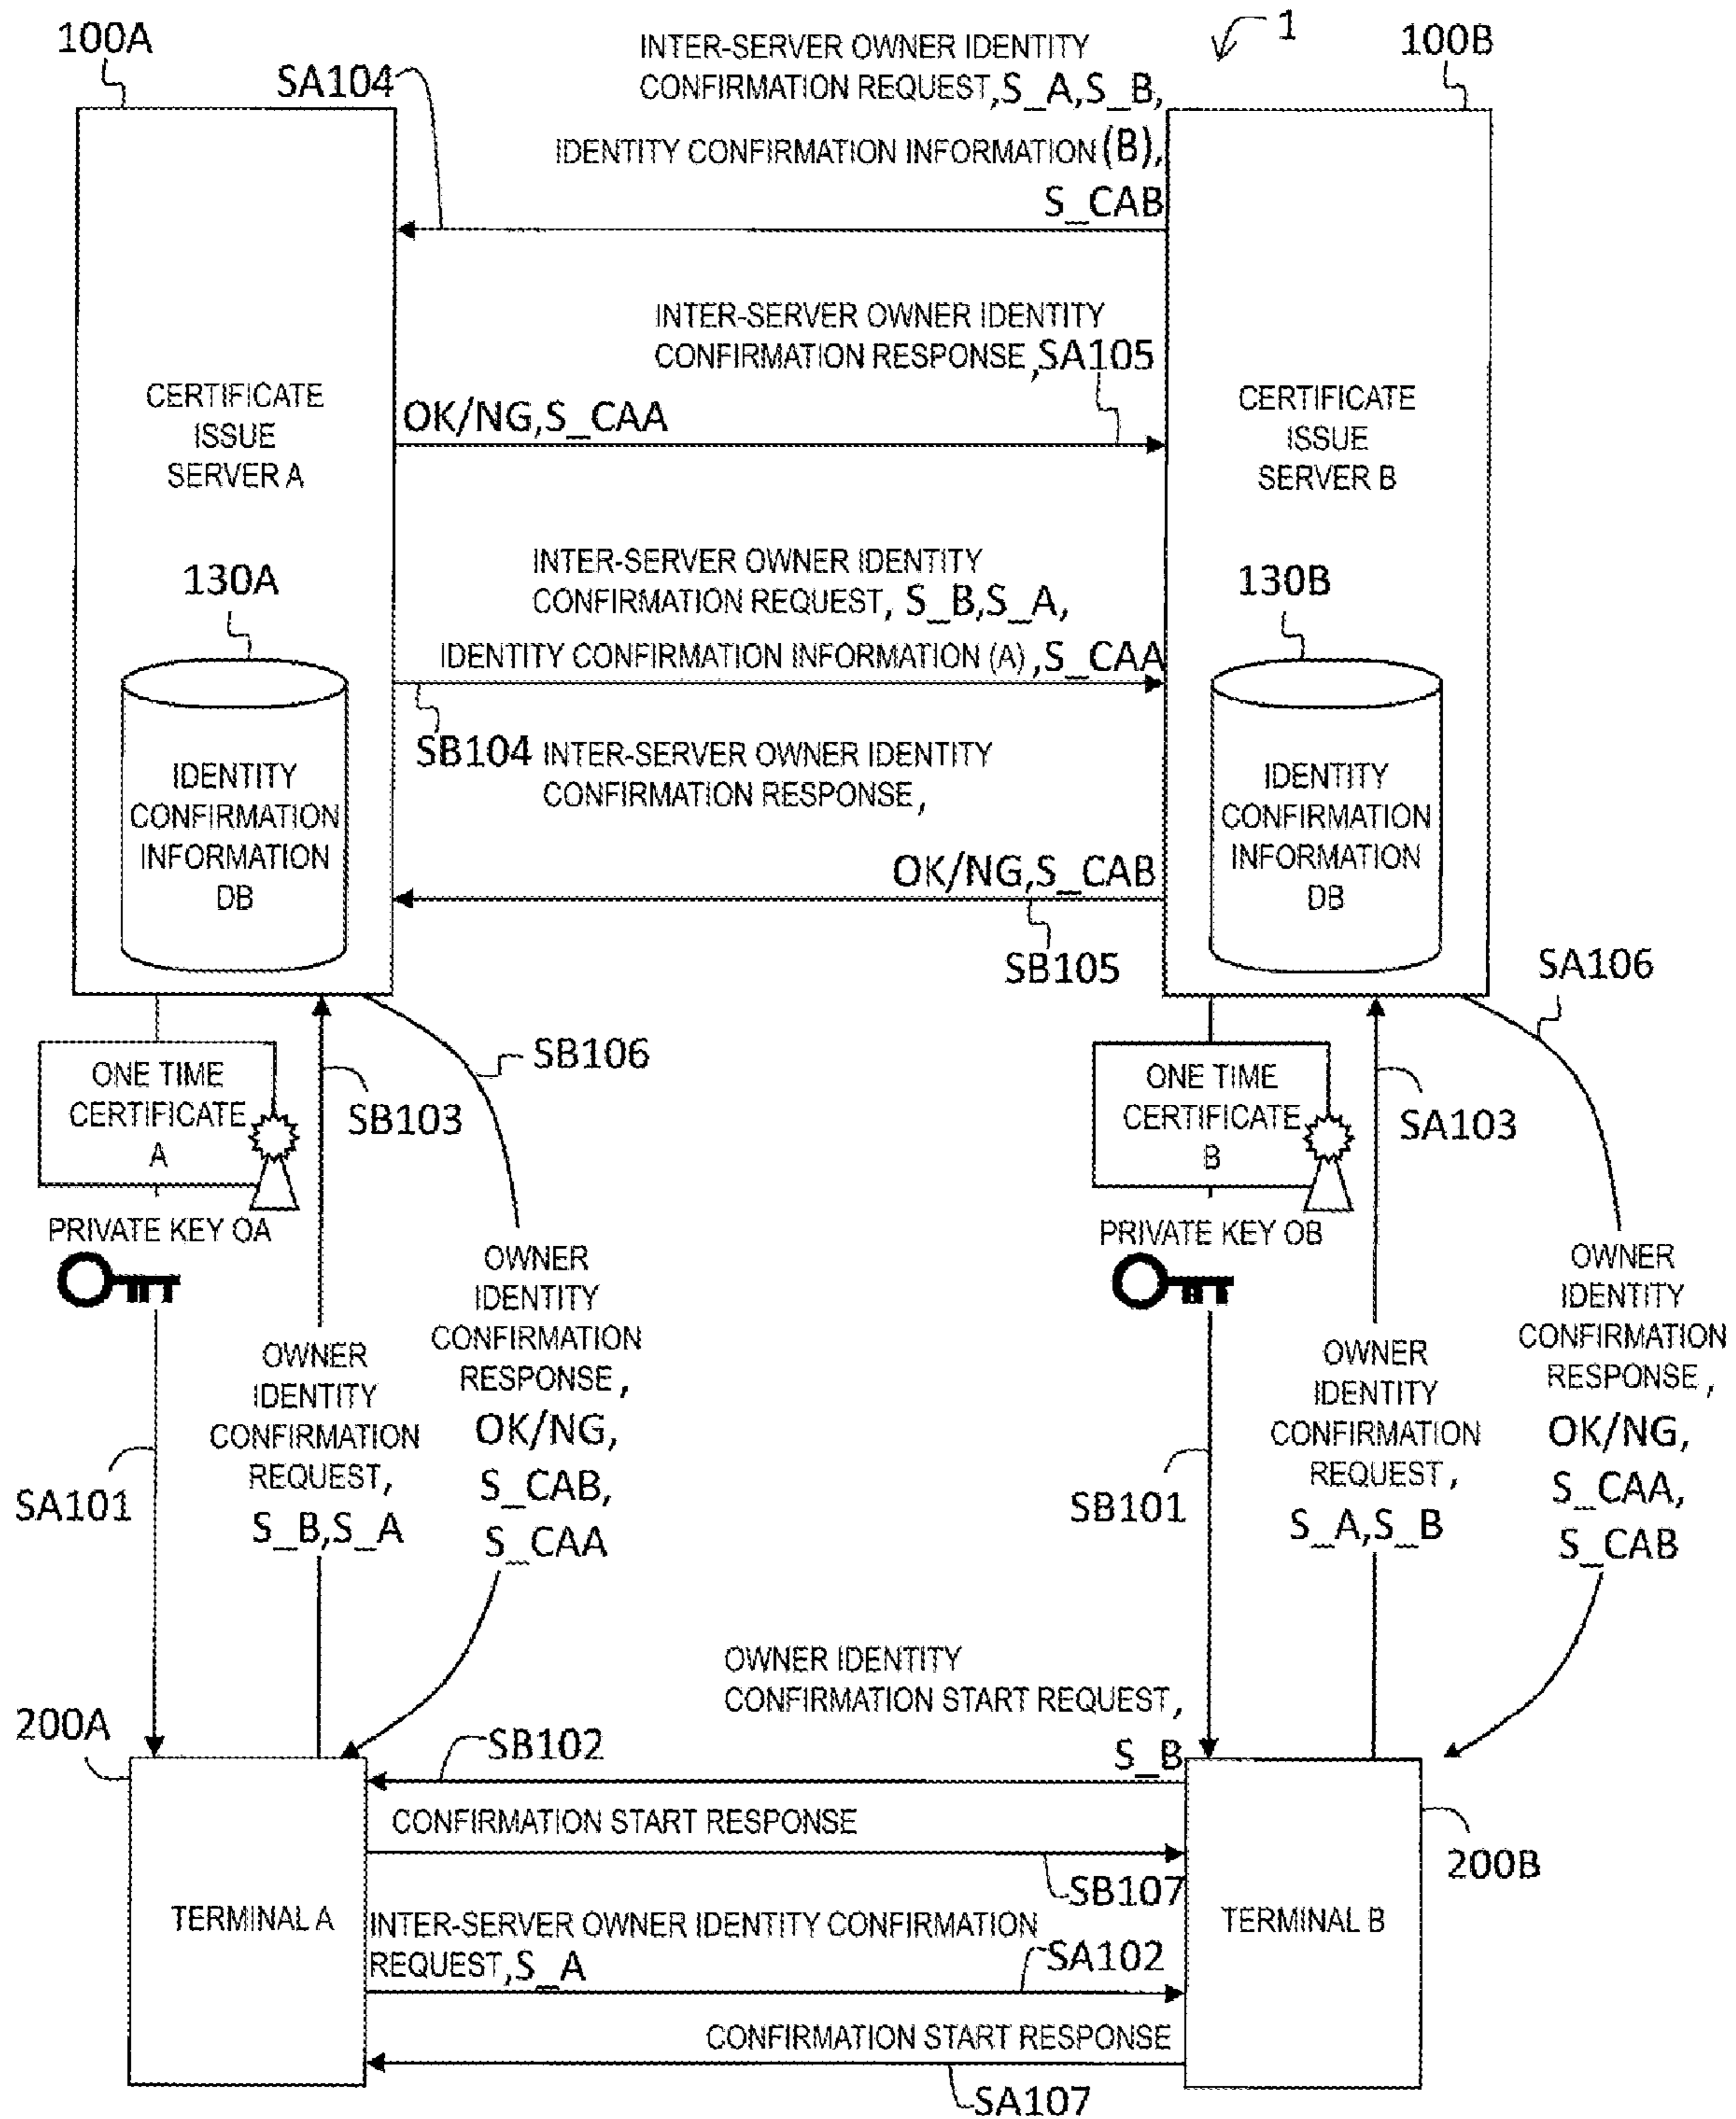 1
100A
SA104
INTER-SERVER OWNER IDENTITY
CONFIRMATION REQUEST,S_A,S_B,
IDENTITY CONFIRMATION INFORMATION(B),
S_CAB
100B
INTER-SERVER OWNER IDENTITY
CONFIRMATION RESPONSE,SA105
OK/NG,S_CAA
CERTIFICATE
ISSUE
SERVER A
CERTIFICATE
ISSUE
SERVER B
INTER-SERVER OWNER IDENTITY
CONFIRMATION REQUEST, S_B,S_A,
IDENTITY CONFIRMATION INFORMATION (A),S_CAA
130A
130B
SB104
INTER-SERVER OWNER IDENTITY
CONFIRMATION RESPONSE,
OK/NG,S_CAB
SB105
IDENTITY
CONFIRMATION
INFORMATION
DB
IDENTITY
CONFIRMATION
INFORMATION
DB
SA106
SB106
ONE TIME
CERTIFICATE
A
SB103
ONE TIME
CERTIFICATE
B
SA103
PRIVATE KEY OA
PRIVATE KEY OB
OWNER
IDENTITY
CONFIRMATION
REQUEST,
S_B,S_A
OWNER
IDENTITY
CONFIRMATION
RESPONSE,
OK/NG,
S_CAB,
S_CAA
OWNER
IDENTITY
CONFIRMATION
REQUEST,
S_A,S_B
OWNER
IDENTITY
CONFIRMATION
RESPONSE,
OK/NG,
S_CAA,
S_CAB
SA101
SB101
OWNER IDENTITY
CONFIRMATION START REQUEST,
S_B
200A
SB102
CONFIRMATION START RESPONSE
SB107
200B
TERMINAL A
TERMINAL B
INTER-SERVER OWNER IDENTITY CONFIRMATION
REQUEST,S_A
SA102
CONFIRMATION START RESPONSE
SA107